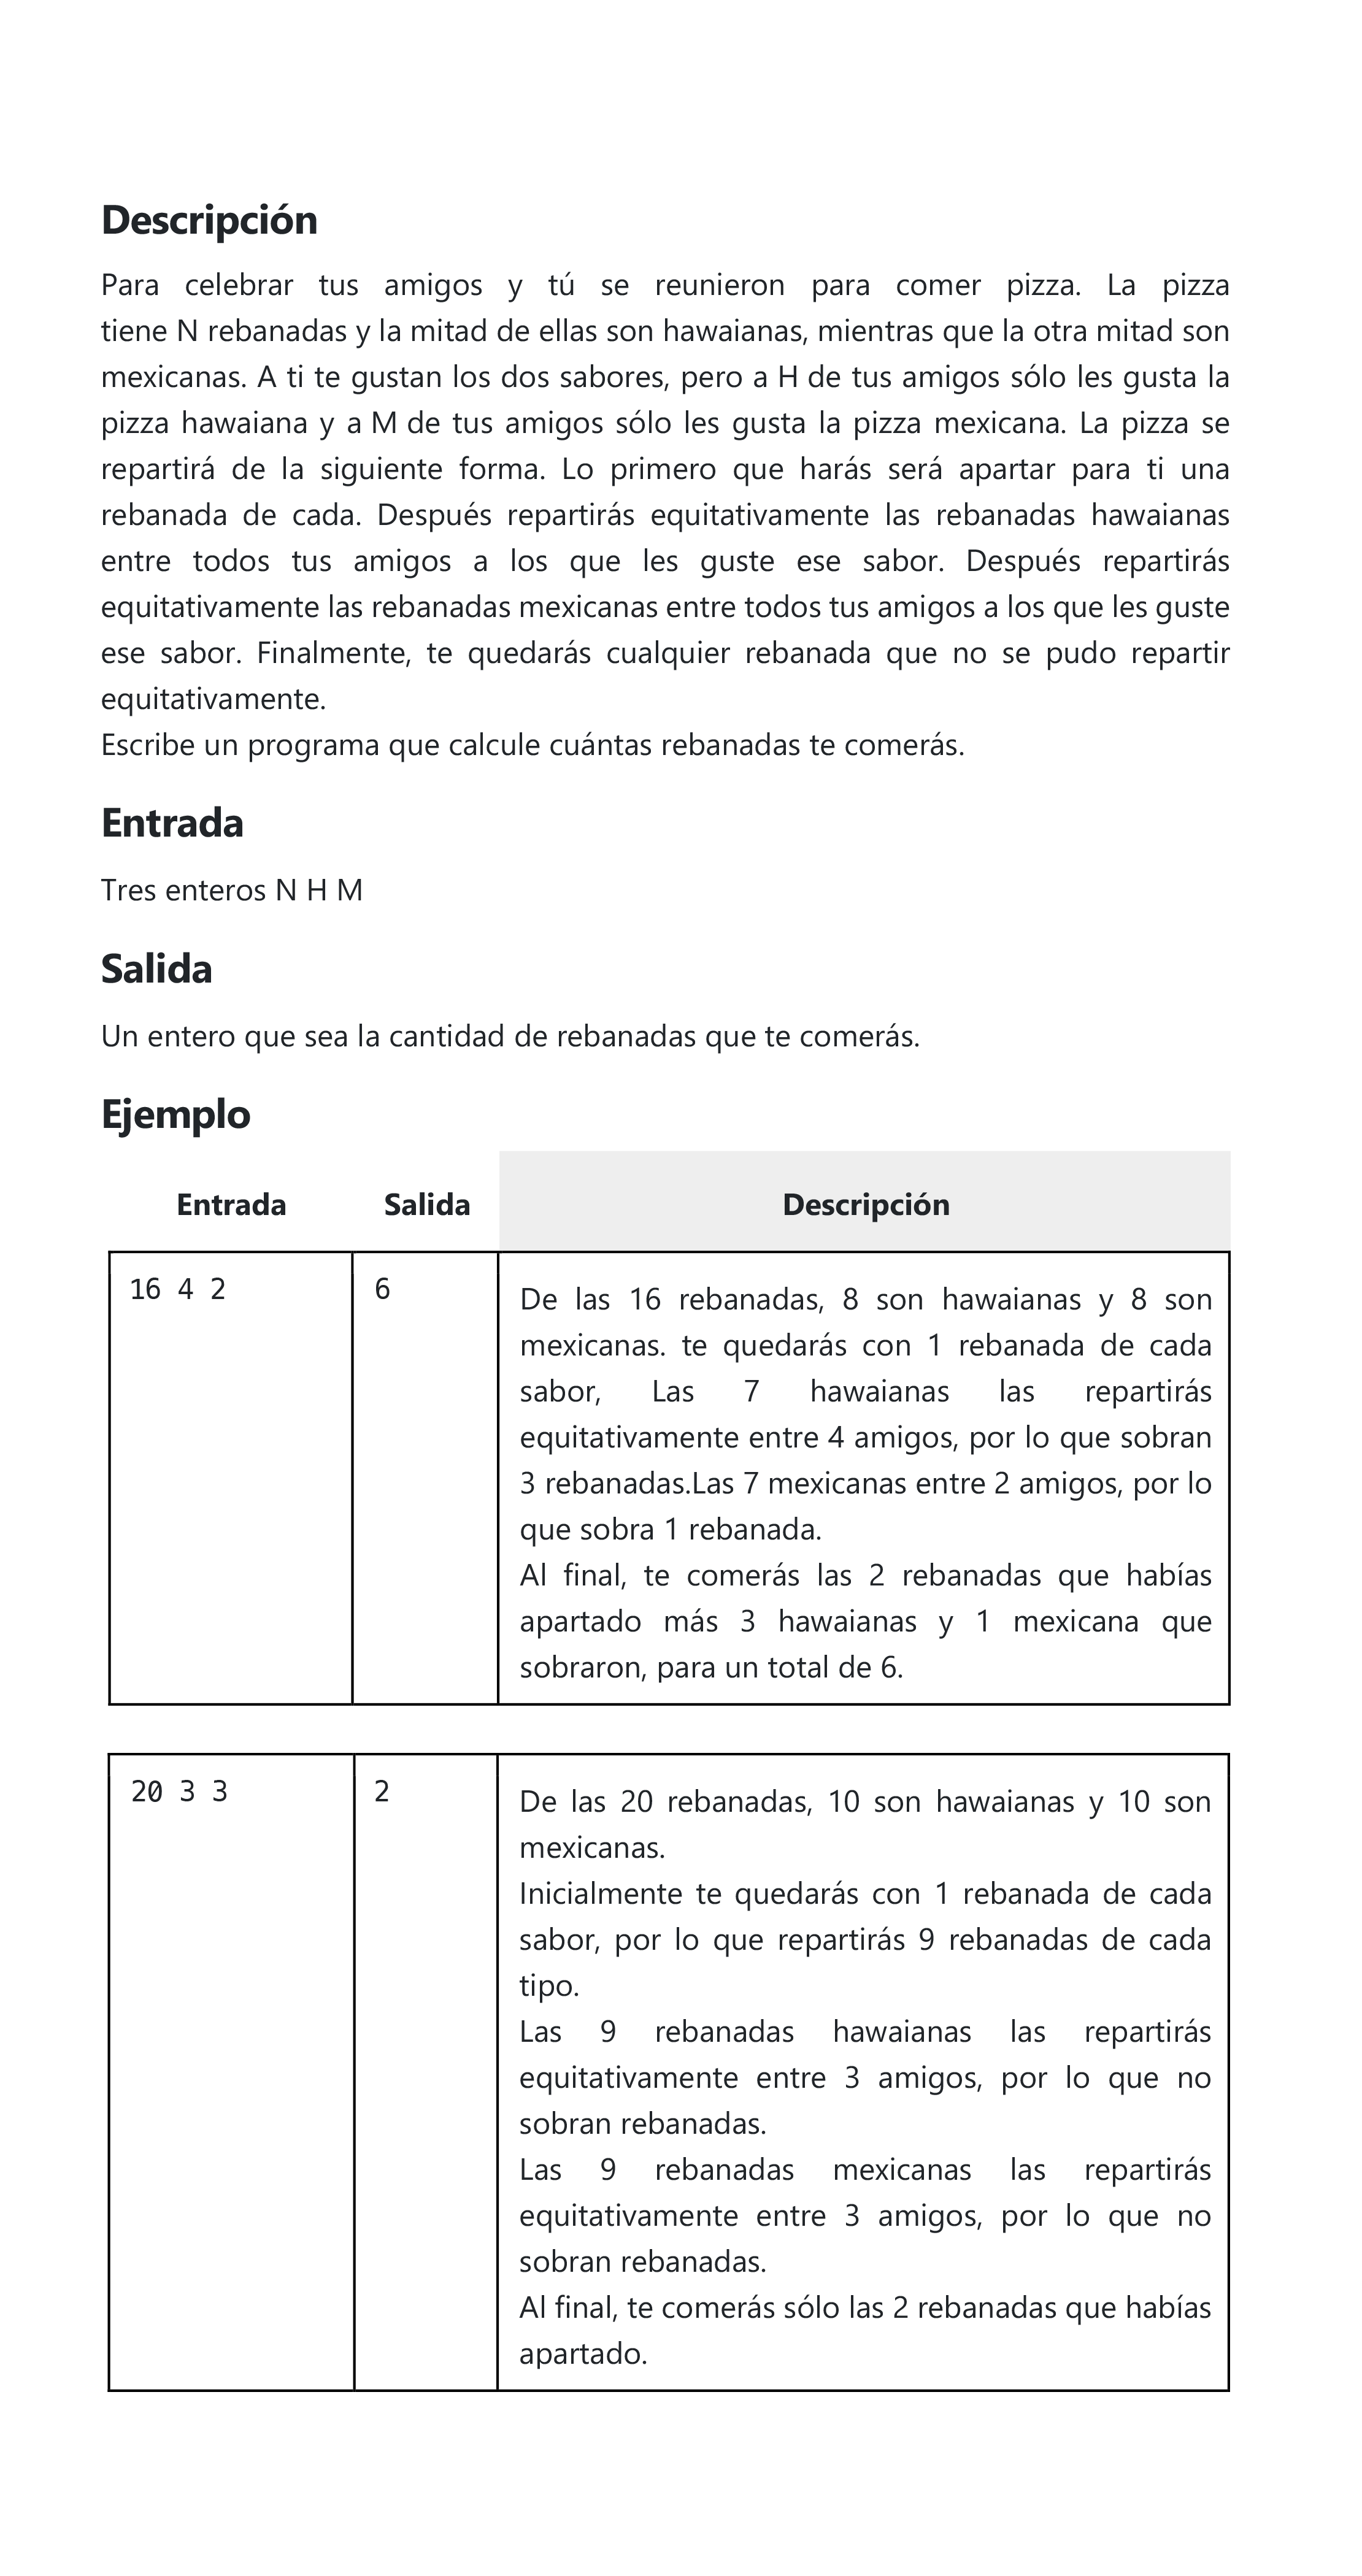 Descripción
Para celebrar tus amigos y tú se reunieron para comer pizza. La pizza
tiene N rebanadas y la mitad de ellas son hawaianas, mientras que la otra mitad son
mexicanas. A ti te gustan los dos sabores, pero a H de tus amigos sólo les gusta la
pizza hawaiana y a M de tus amigos sólo les gusta la pizza mexicana. La pizza se
repartirá de la siguiente forma. Lo primero que harás será apartar para ti una
rebanada de cada. Después repartirás equitativamente las rebanadas hawaianas
entre todos tus amigos a los que les guste ese sabor. Después repartirás
equitativamente las rebanadas mexicanas entre todos tus amigos a los que les guste
ese sabor. Finalmente, te quedarás cualquier rebanada que no se pudo repartir
equitativamente.
Escribe un programa que calcule cuántas rebanadas te comerás.
Entrada
Tres enteros N H M
Salida
Un entero que sea la cantidad de rebanadas que te comerás.
Ejemplo
Entrada Salida Descripción
16 4 2 6 De las 16 rebanadas, 8 son hawaianas y 8 son
mexicanas. te quedarás con 1 rebanada de cada
sabor, Las 7 hawaianas las repartirás
equitativamente entre 4 amigos, por lo que sobran
3 rebanadas.Las 7 mexicanas entre 2 amigos, por lo
que sobra 1 rebanada.
Al final, te comerás las 2 rebanadas que habías
apartado más 3 hawaianas y 1 mexicana que
sobraron, para un total de 6.
20 3 3 2 De las 20 rebanadas, 10 son hawaianas y 10 son
mexicanas.
Inicialmente te quedarás con 1 rebanada de cada
sabor, por lo que repartirás 9 rebanadas de cada
tipo.
Las 9 rebanadas hawaianas las repartirás
equitativamente entre 3 amigos, por lo que no
sobran rebanadas.
Las 9 rebanadas mexicanas las repartirás
equitativamente entre 3 amigos, por lo que no
sobran rebanadas.
Al final, te comerás sólo las 2 rebanadas que habías
apartado.